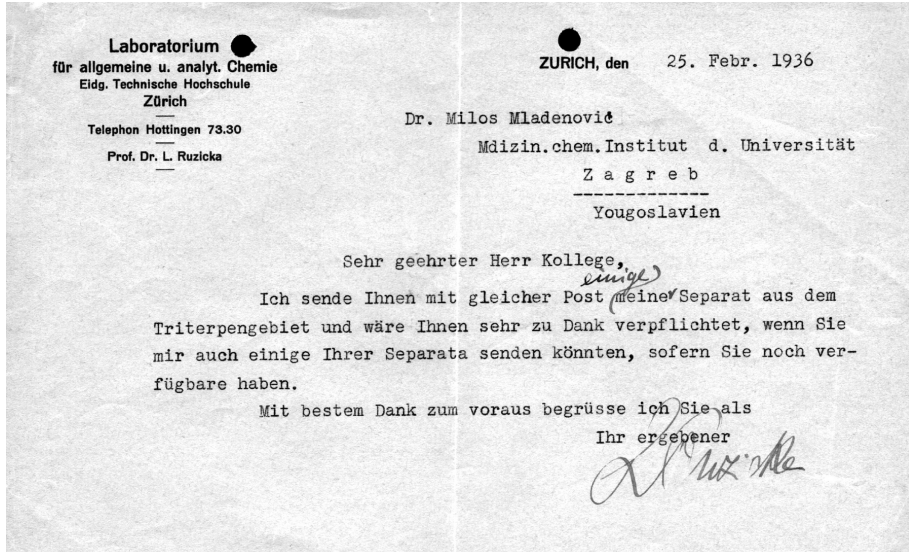 Laboratorium
für allgemeine u. analyt. Chemie
Eidg. Technische Hochschule
Zürich
Telephon Hottingen 73.30
Prof. Dr. L. Ruzicka
ZURICH, den 25. Febr. 1936
Dr. Milos Mladenović
Mdizin.chem.Institut d. Universität
Z a g r e b
-------------
Yougoslavien
Sehr geehrter Herr Kollege,
einige
Ich sende Ihnen mit gleicher Post meiner Separat aus dem
Triterpengebiet und wäre Ihnen sehr zu Dank verpflichtet, wenn Sie
mir auch einige Ihrer Separata senden könnten, sofern Sie noch ver-
fügbare haben.
Mit bestem Dank zum voraus begrüsse ich Sie als
Ihr ergebener
L. Ruzicka